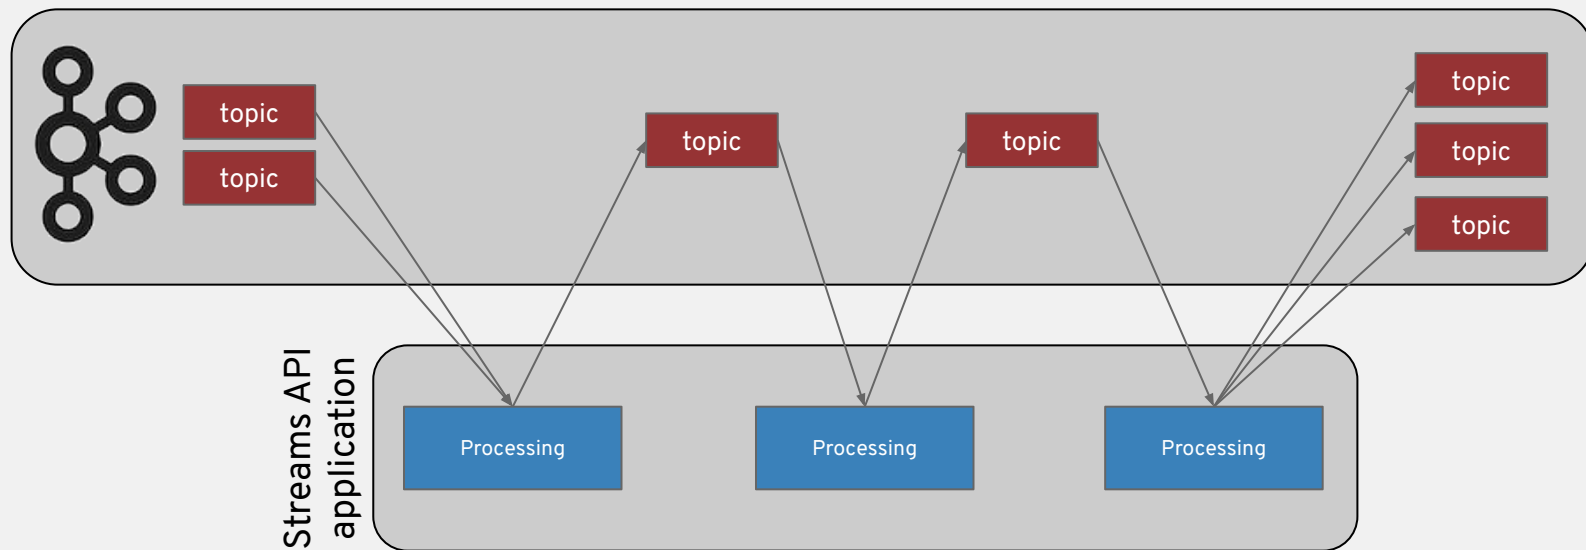 topic
topic
topic
topic
topic
topic
topic
Streams API
application
Processing
Processing
Processing